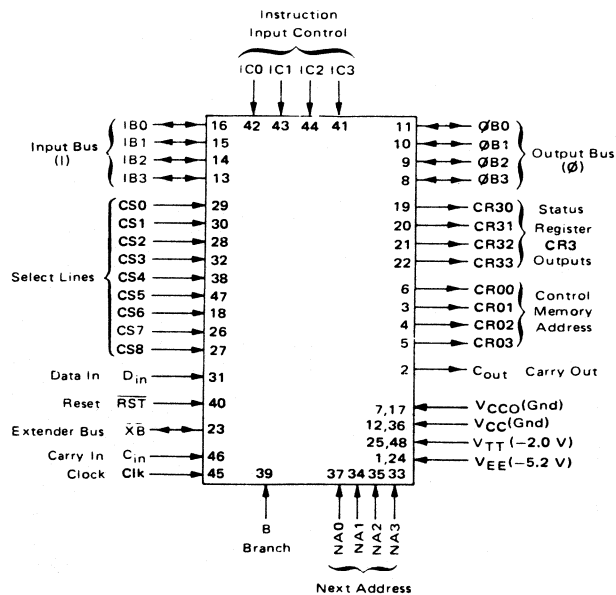 Instruction
Input Control
IC0 IC1 IC2 IC3
42 43 44 41
Input Bus
(I)
IB0 16
IB1 15
IB2 14
IB3 13
11 ØB0
10 ØB1
9 ØB2
8 ØB3
Output Bus
(Ø)
Select Lines
CS0 29
CS1 30
CS2 28
CS3 32
CS4 38
CS5 47
CS6 18
CS7 26
CS8 27
19 CR30 Status
20 CR31 Register
21 CR32 CR3
22 CR33 Outputs
6 CR00 Control
3 CR01 Memory
4 CR02 Address
5 CR03
2 Cout Carry Out
Data In Din 31
Reset RST 40
Extender Bus XB 23
Carry In Cin 46
Clock Clk 45
7,17 VCCO(Gnd)
12,36 VCC(Gnd)
25,48 VTT(−2.0 V)
1,24 VEE(−5.2 V)
39 37 34 35 33
B
Branch
NA0 NA1 NA2 NA3
Next Address